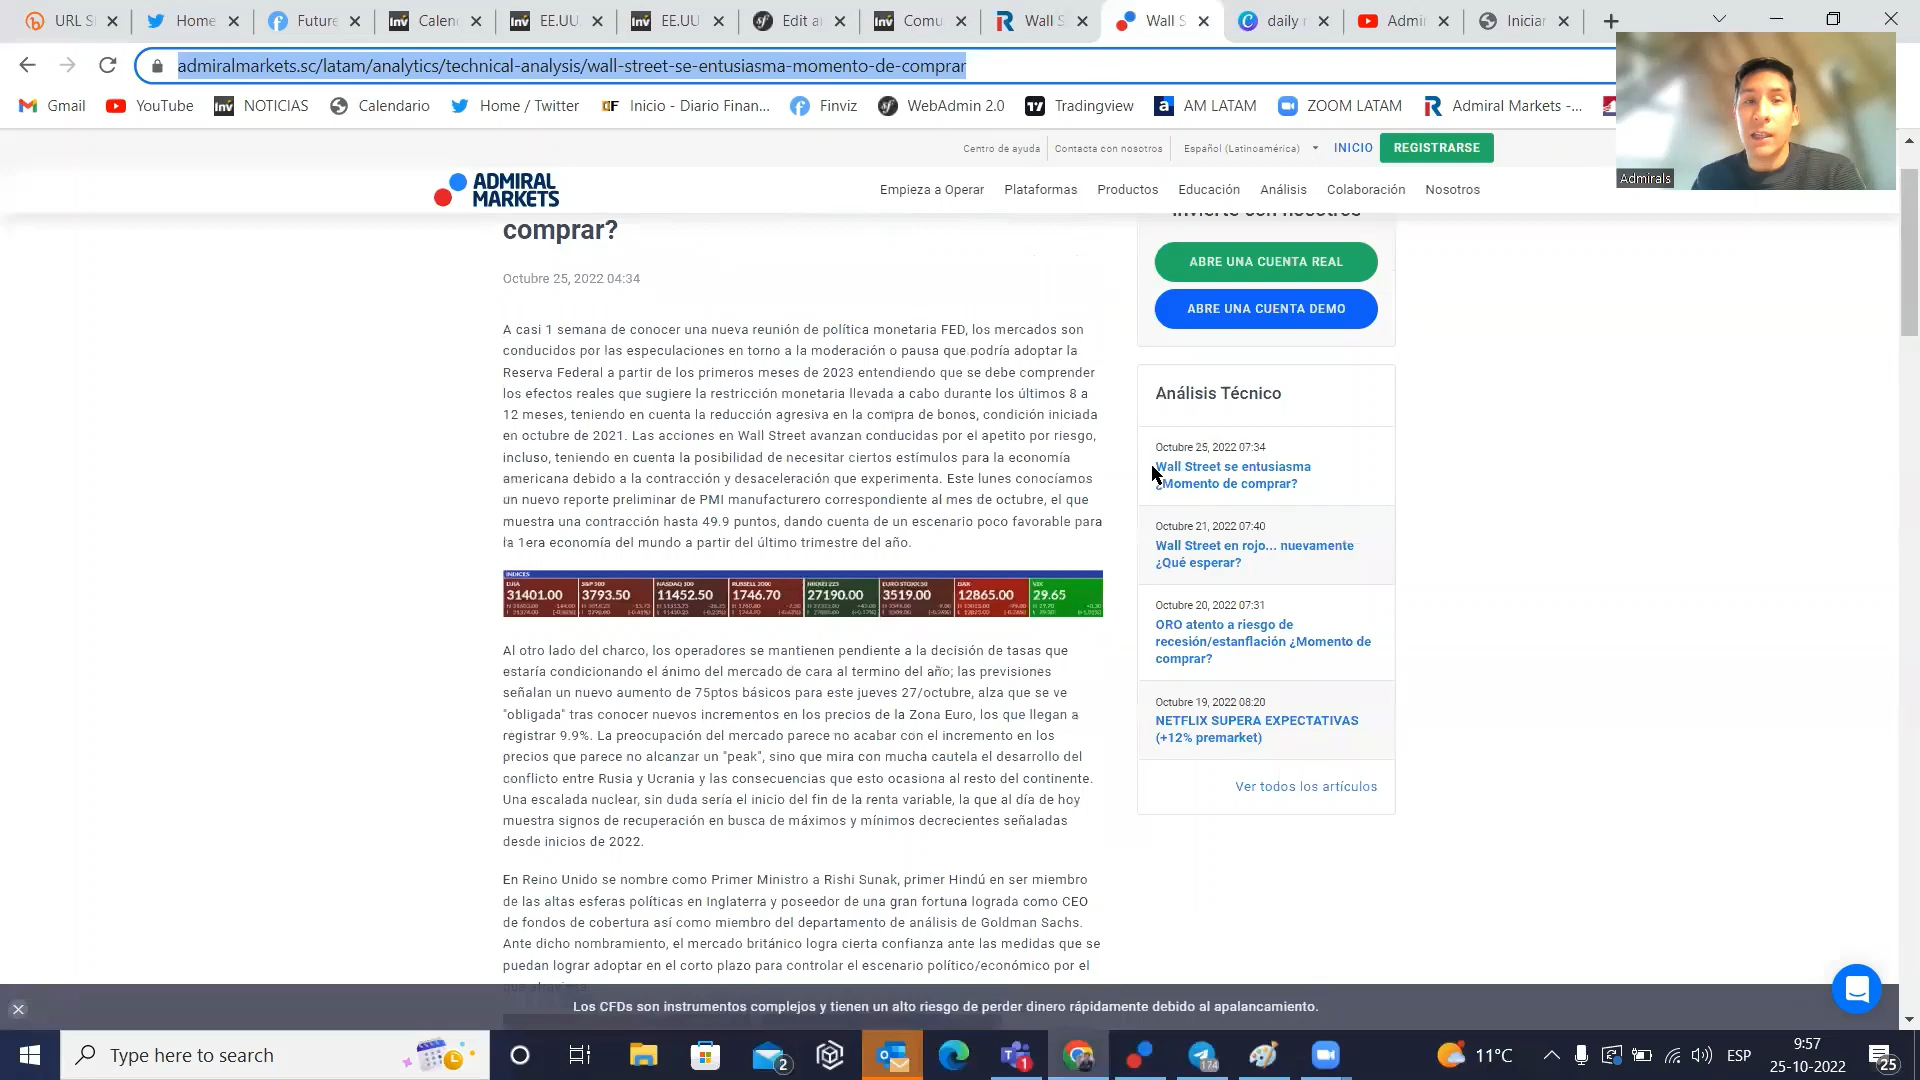 URL S
Home
Future
Calen
EE.UU
EE.UU
Edit a
Comu
Wall S
Wall S
daily
Admi
Iniciar
admiralmarkets.sc/latam/analytics/technical-analysis/wall-street-se-entusiasma-momento-de-comprar
Gmail
YouTube
NOTICIAS
Calendario
Home / Twitter
Inicio - Diario Finan...
Finviz
WebAdmin 2.0
Tradingview
AM LATAM
ZOOM LATAM
Admiral Markets -...
Admirals
Centro de ayuda
Contacta con nosotros
Español (Latinoamérica)
INICIO
REGISTRARSE
ADMIRAL
MARKETS
Empieza a Operar
Plataformas
Productos
Educación
Análisis
Colaboración
Nosotros
comprar?
Octubre 25, 2022 04:34
A casi 1 semana de conocer una nueva reunión de política monetaria FED, los mercados son
conducidos por las especulaciones en torno a la moderación o pausa que podría adoptar la
Reserva Federal a partir de los primeros meses de 2023 entendiendo que se debe comprender
los efectos reales que sugiere la restricción monetaria llevada a cabo durante los últimos 8 a
12 meses, teniendo en cuenta la reducción agresiva en la compra de bonos, condición iniciada
en octubre de 2021. Las acciones en Wall Street avanzan conducidas por el apetito por riesgo,
incluso, teniendo en cuenta la posibilidad de necesitar ciertos estímulos para la economía
americana debido a la contracción y desaceleración que experimenta. Este lunes conocíamos
un nuevo reporte preliminar de PMI manufacturero correspondiente al mes de octubre, el que
muestra una contracción hasta 49.9 puntos, dando cuenta de un escenario poco favorable para
la 1era economía del mundo a partir del último trimestre del año.
INDICES
S&P 500
NASDAQ 100
RUSSELL 2000
NIKKEI 225
EURO STOXX 50
DAX
VIX
31401.00
3793.50
11452.50
1746.70
27190.00
3519.00
12865.00
29.65
Al otro lado del charco, los operadores se mantienen pendiente a la decisión de tasas que
estaría condicionando el ánimo del mercado de cara al termino del año; las previsiones
señalan un nuevo aumento de 75ptos básicos para este jueves 27/octubre, alza que se ve
"obligada" tras conocer nuevos incrementos en los precios de la Zona Euro, los que llegan a
registrar 9.9%. La preocupación del mercado parece no acabar con el incremento en los
precios que parece no alcanzar un "peak", sino que mira con mucha cautela el desarrollo del
conflicto entre Rusia y Ucrania y las consecuencias que esto ocasiona al resto del continente.
Una escalada nuclear, sin duda sería el inicio del fin de la renta variable, la que al día de hoy
muestra signos de recuperación en busca de máximos y mínimos decrecientes señaladas
desde inicios de 2022.
En Reino Unido se nombre como Primer Ministro a Rishi Sunak, primer Hindú en ser miembro
de las altas esferas políticas en Inglaterra y poseedor de una gran fortuna lograda como CEO
de fondos de cobertura así como miembro del departamento de análisis de Goldman Sachs.
Ante dicho nombramiento, el mercado británico logra cierta confianza ante las medidas que se
puedan lograr adoptar en el corto plazo para controlar el escenario político/económico por el
Invierte con nosotros
ABRE UNA CUENTA REAL
ABRE UNA CUENTA DEMO
Análisis Técnico
Octubre 25, 2022 07:34
Wall Street se entusiasma
¿Momento de comprar?
Octubre 21, 2022 07:40
Wall Street en rojo... nuevamente
¿Qué esperar?
Octubre 20, 2022 07:31
ORO atento a riesgo de
recesión/estanflación ¿Momento de
comprar?
Octubre 19, 2022 08:20
NETFLIX SUPERA EXPECTATIVAS
(+12% premarket)
Ver todos los artículos
Los CFDs son instrumentos complejos y tienen un alto riesgo de perder dinero rápidamente debido al apalancamiento.
Type here to search
2
1
174
11°C
ESP
9:57
25-10-2022
25